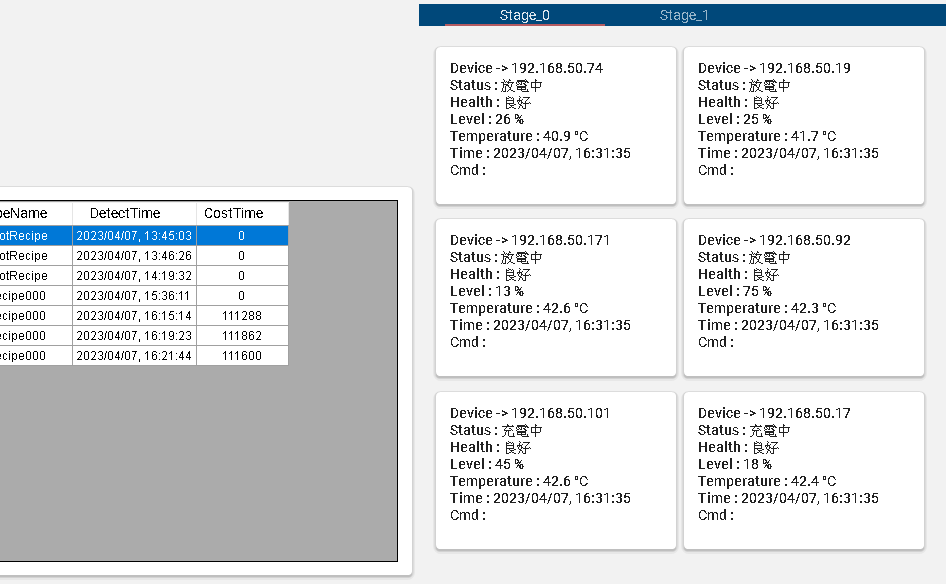 Stage_0 Stage_1
Device -> 192.168.50.74
Status : 放電中
Health : 良好
Level : 26 %
Temperature : 40.9 °C
Time : 2023/04/07, 16:31:35
Cmd :
Device -> 192.168.50.19
Status : 放電中
Health : 良好
Level : 25 %
Temperature : 41.7 °C
Time : 2023/04/07, 16:31:35
Cmd :
Device -> 192.168.50.171
Status : 放電中
Health : 良好
Level : 13 %
Temperature : 42.6 °C
Time : 2023/04/07, 16:31:35
Cmd :
Device -> 192.168.50.92
Status : 放電中
Health : 良好
Level : 75 %
Temperature : 42.3 °C
Time : 2023/04/07, 16:31:35
Cmd :
Device -> 192.168.50.101
Status : 充電中
Health : 良好
Level : 45 %
Temperature : 42.6 °C
Time : 2023/04/07, 16:31:35
Cmd :
Device -> 192.168.50.17
Status : 充電中
Health : 良好
Level : 18 %
Temperature : 42.4 °C
Time : 2023/04/07, 16:31:35
Cmd :
peName DetectTime CostTime
otRecipe 2023/04/07, 13:45:03 0
otRecipe 2023/04/07, 13:46:26 0
otRecipe 2023/04/07, 14:19:32 0
ecipe000 2023/04/07, 15:36:11 0
ecipe000 2023/04/07, 16:15:14 111288
ecipe000 2023/04/07, 16:19:23 111862
ecipe000 2023/04/07, 16:21:44 111600